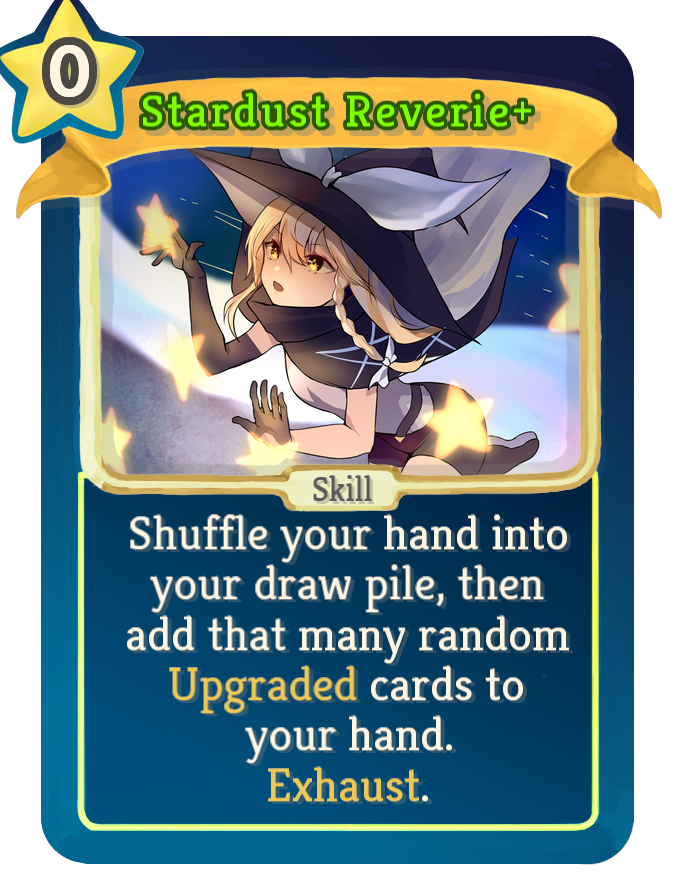 0
Stardust Reverie+
Skill
Shuffle your hand into
your draw pile, then
add that many random
Upgraded cards to
your hand.
Exhaust.